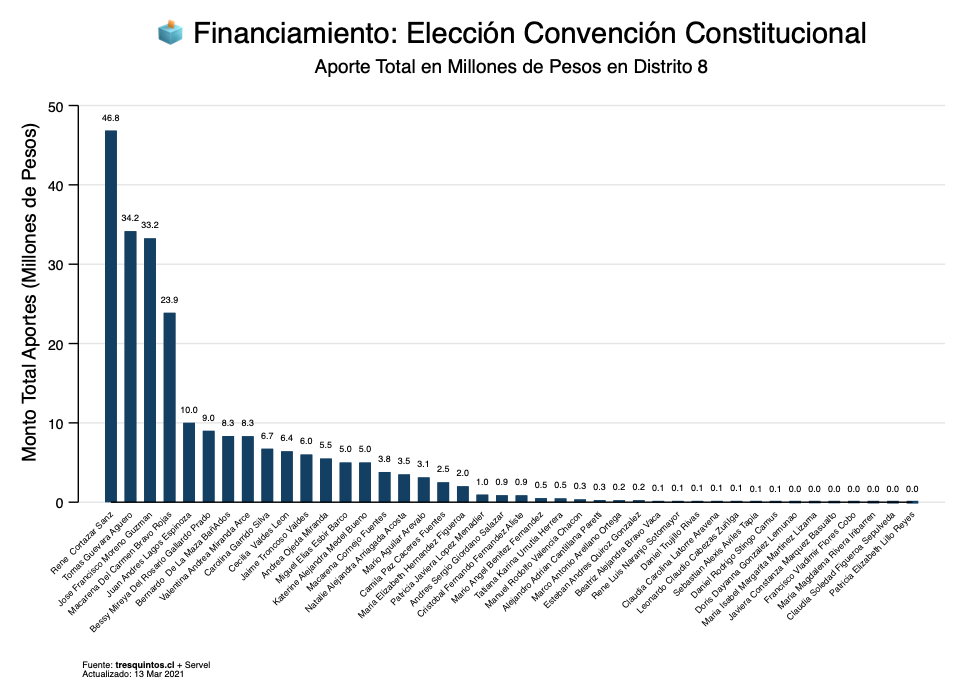 Financiamiento: Elección Convención Constitucional
Aporte Total en Millones de Pesos en Distrito 8
Monto Total Aportes (Millones de Pesos)
50
40
30
20
10
0
46.8
34.2
33.2
23.9
10.0
9.0
8.3
8.3
6.7
6.4
6.0
5.5
5.0
5.0
3.8
3.5
3.1
2.5
2.0
1.0
0.9
0.9
0.5
0.5
0.3
0.3
0.2
0.2
0.1
0.1
0.1
0.1
0.1
0.1
0.1
0.0
0.0
0.0
0.0
0.0
0.0
0.0
Rene Cortazar Sanz
Tomas Guevara Aguero
Jose Francisco Moreno Guzman
Macarena Del Carmen Bravo Rojas
Juan Andres Lagos Espinoza
Bessy Mireya Del Rosario Gallardo Prado
Bernardo De La Maza BañAdos
Valentina Andrea Miranda Arce
Carolina Garrido Silva
Cecilia Valdes Leon
Jaime Troncoso Valdes
Andrea Ojeda Miranda
Miguel Elias Esbir Barco
Katerine Alejandra Medel Bueno
Macarena Cornejo Fuentes
Natalie Alejandra Arriagada Acosta
Mario Aguilar Arevalo
Camila Paz Caceres Fuentes
Maria Elizabeth Hernandez Figueroa
Patricia Javiera Lopez Menadier
Andres Sergio Giordano Salazar
Cristobal Fernando Fernandez Aliste
Mario Angel Benitez Fernandez
Tatiana Karina Urrutia Herrera
Manuel Rodolfo Valencia Chacon
Alejandro Adrian Cantillana Paretti
Marco Antonio Arellano Ortega
Esteban Andres Quiroz Gonzalez
Beatriz Alejandra Bravo Vaca
Rene Luis Naranjo Sotomayor
Daniel Trujillo Rivas
Claudia Carolina Latorre Aravena
Leonardo Claudio Cabezas Zuñiga
Sebastian Alexis Aviles Tapia
Daniel Rodrigo Stingo Camus
Doris Dayanna Gonzalez Lemunao
Maria Isabel Margarita Martinez Lizama
Javiera Constanza Marquez Basualto
Francisco Vladimir Flores Cobo
Maria Magdalena Rivera Iribarren
Claudia Soledad Figueroa Sepulveda
Patricia Elizabeth Lillo Reyes
Fuente: tresquintos.cl + Servel
Actualizado: 13 Mar 2021